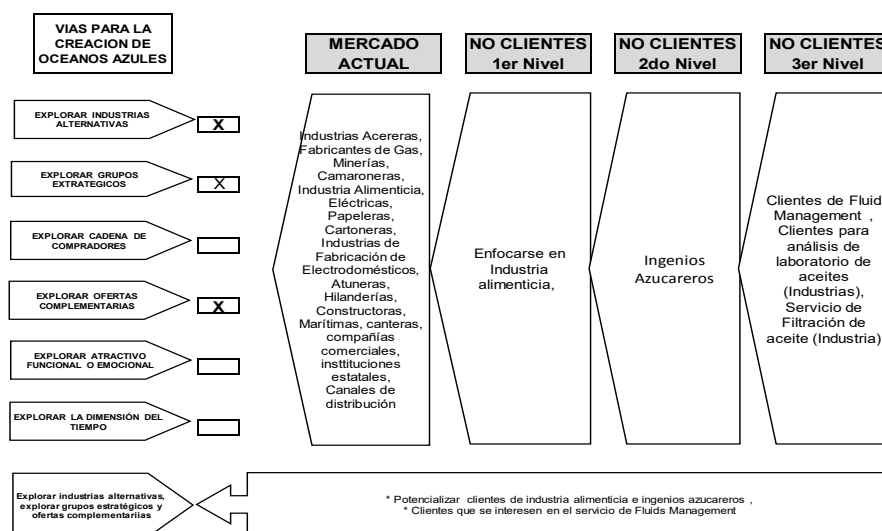 VIAS PARA LA
CREACION DE
OCEANOS AZULES
MERCADO
ACTUAL
NO CLIENTES
1er Nivel
NO CLIENTES
2do Nivel
NO CLIENTES
3er Nivel
EXPLORAR INDUSTRIAS
ALTERNATIVAS
X
EXPLORAR GRUPOS
EXTRATEGICOS
X
EXPLORAR CADENA DE
COMPRADORES
EXPLORAR OFERTAS
COMPLEMENTARIAS
X
EXPLORAR ATRACTIVO
FUNCIONAL O EMOCIONAL
EXPLORAR LA DIMENSIÓN DEL
TIEMPO
Industrias Acereras,
Fabricantes de Gas,
Minerías,
Camaroneras,
Industria Alimenticia,
Eléctricas,
Papeleras,
Cartoneras,
Industrias de
Fabricación de
Electrodomésticos,
Atuneras,
Hilanderías,
Constructoras,
Marítimas, canteras,
compañías
comerciales,
instituciones
estatales,
Canales de
distribución
Enfocarse en
Industria
alimenticia,
Ingenios
Azucareros
Clientes de Fluid
Management ,
Clientes para
análisis de
laboratorio de
aceites
(Industrias),
Servicio de
Filtración de
aceite (Industria)
Explorar industrias alternativas,
explorar grupos estratégicos y
ofertas complementariias
* Potencializar clientes de industria alimenticia e ingenios azucareros ,
* Clientes que se interesen en el servicio de Fluids Management